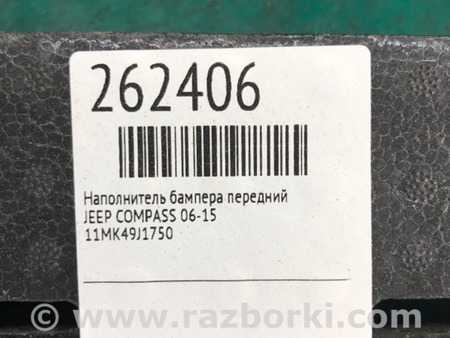 262406
Наполнитель бампера передний
JEEP COMPASS 06-15
11MK49J1750
www.razborki.com